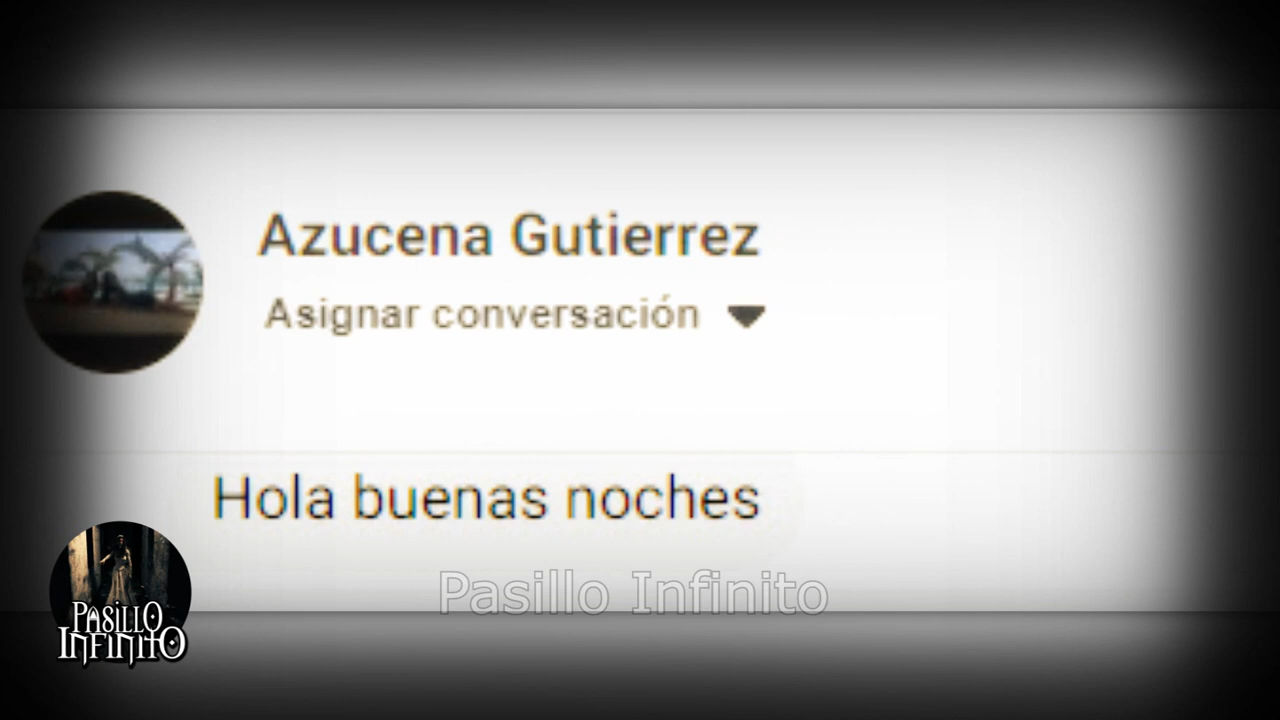 Azucena Gutierrez
Asignar conversación
Hola buenas noches
Pasillo Infinito
PASILLO
INFINITO